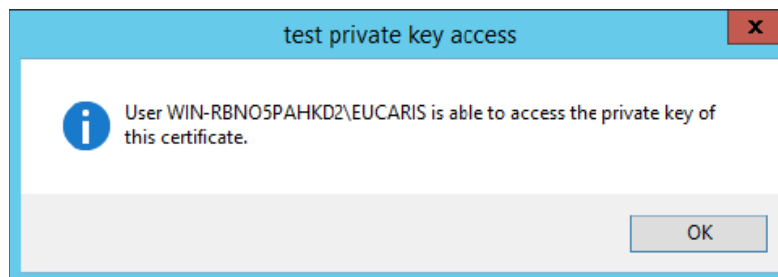 test private key access
x
User WIN-RBNO5PAHKD2\EUCARIS is able to access the private key of
this certificate.
OK